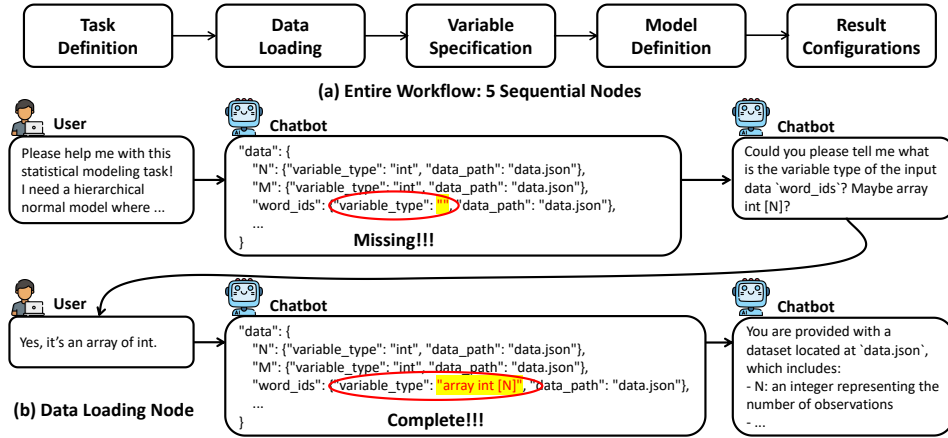 Task
Definition
Data
Loading
Variable
Specification
Model
Definition
Result
Configurations
(a) Entire Workflow: 5 Sequential Nodes
User
Please help me with this
statistical modeling task!
I need a hierarchical
normal model where ...
Chatbot
"data": {
"N": {"variable_type": "int", "data_path": "data.json"},
"M": {"variable_type": "int", "data_path": "data.json"},
"word_ids": {"variable_type": "", "data_path": "data.json"},
...
}
Missing!!!
Chatbot
Could you please tell me what
is the variable type of the input
data `word_ids`? Maybe array
int [N]?
User
Yes, it's an array of int.
Chatbot
"data": {
"N": {"variable_type": "int", "data_path": "data.json"},
"M": {"variable_type": "int", "data_path": "data.json"},
"word_ids": {"variable_type": "array int [N]", "data_path": "data.json"},
...
}
Complete!!!
Chatbot
You are provided with a
dataset located at `data.json`,
which includes:
- N: an integer representing the
number of observations
- ...
(b) Data Loading Node